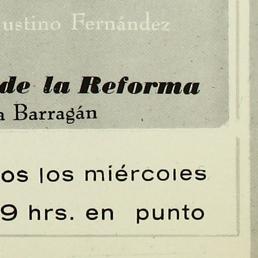 ustino Fernández
de la Reforma
a Barragán
os los miércoles
9 hrs. en punto